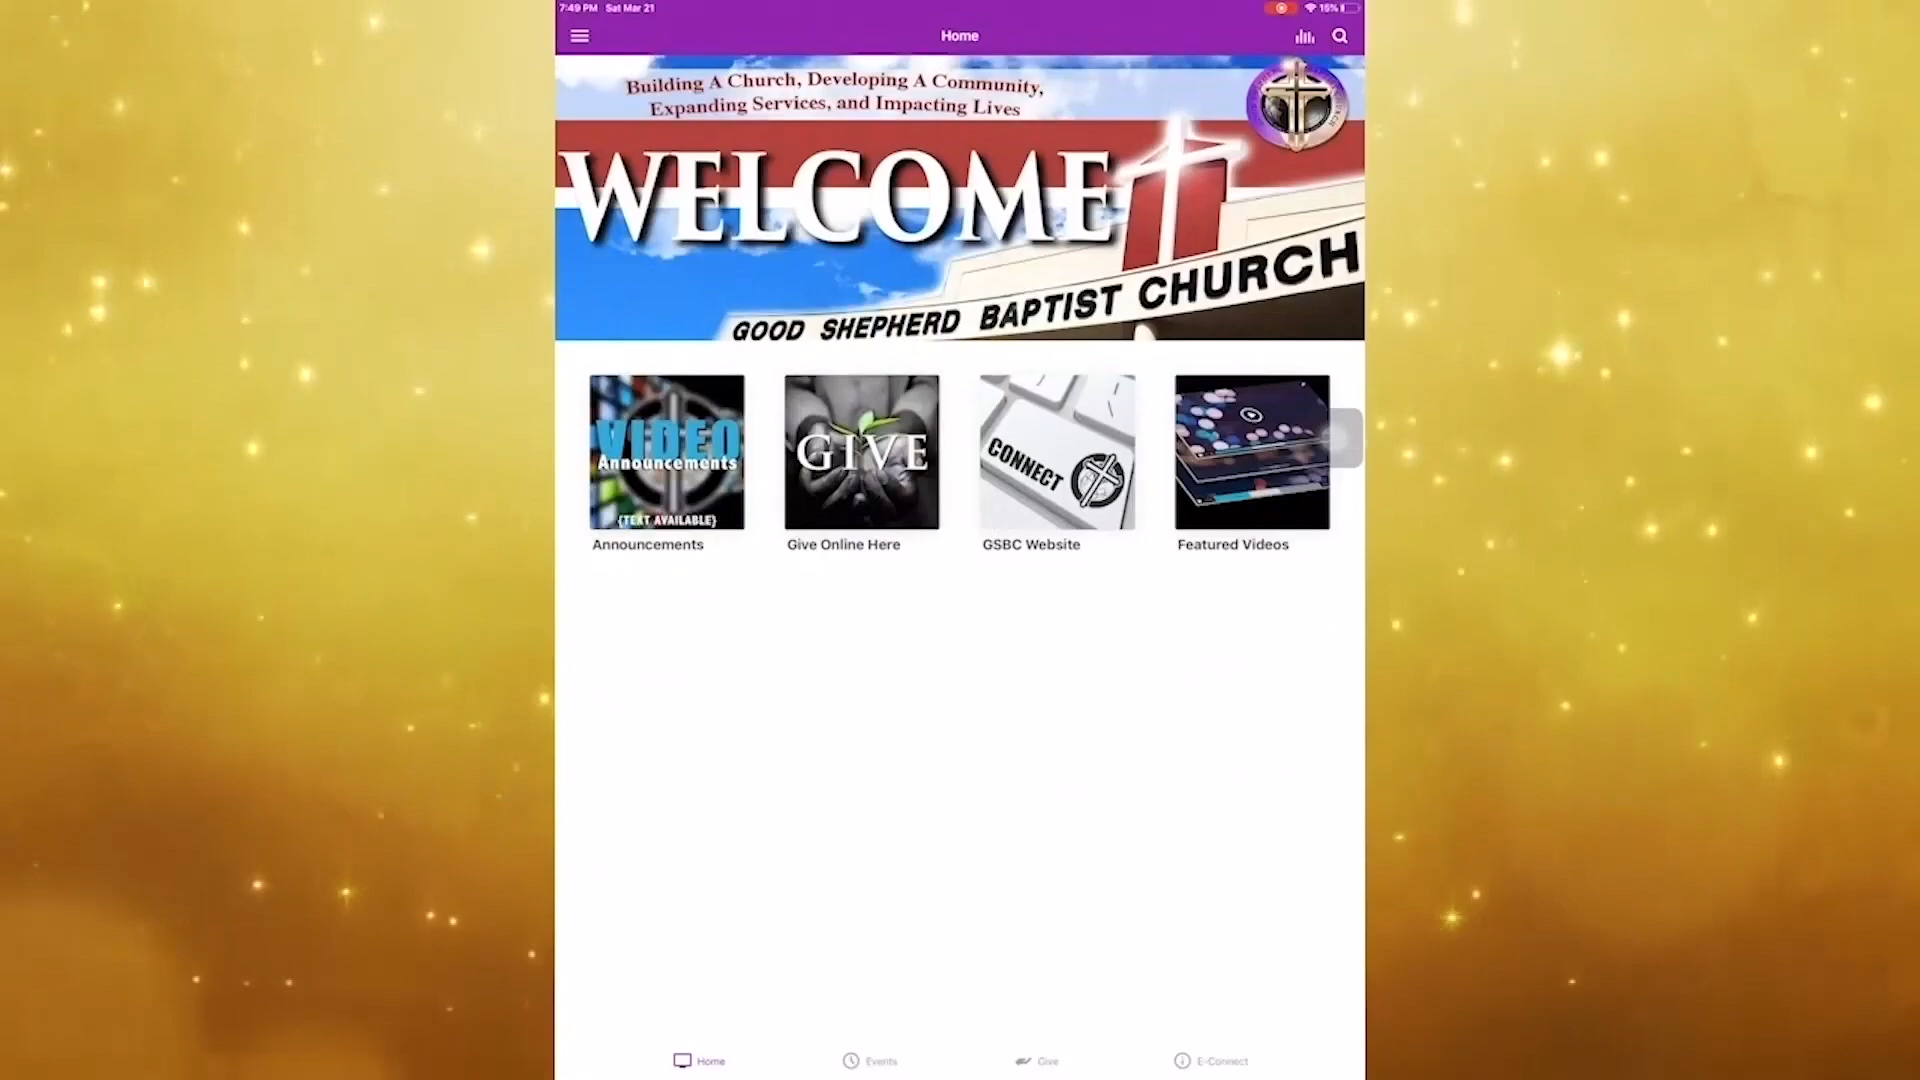 7:49 PM Sat Mar 21
15%
Home
Building A Church, Developing A Community,
Expanding Services, and Impacting Lives
WELCOME
GOOD SHEPHERD BAPTIST CHURCH
VIDEO
Announcements
{TEXT AVAILABLE}
GIVE
CONNECT
Announcements
Give Online Here
GSBC Website
Featured Videos
Home
Events
Give
E-Connect